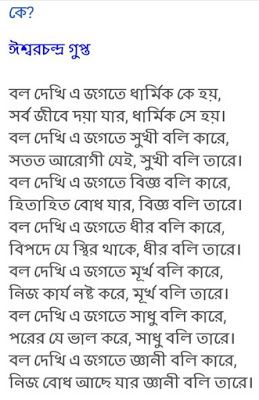 কে?
ঈশ্বরচন্দ্র গুপ্ত
বল দেখি এ জগতে ধার্মিক কে হয়,
সর্ব জীবে দয়া যার, ধার্মিক সে হয়।
বল দেখি এ জগতে সুখী বলি কারে,
সতত আরোগী যেই, সুখী বলি তারে।
বল দেখি এ জগতে বিজ্ঞ বলি কারে,
হিতাহিত বোধ যার, বিজ্ঞ বলি তারে।
বল দেখি এ জগতে ধীর বলি কারে,
বিপদে যে স্থির থাকে, ধীর বলি তারে।
বল দেখি এ জগতে মূর্খ বলি কারে,
নিজ কার্য নষ্ট করে, মূর্খ বলি তারে।
বল দেখি এ জগতে সাধু বলি কারে,
পরের যে ভাল করে, সাধু বলি তারে।
বল দেখি এ জগতে জ্ঞানী বলি কারে,
নিজ বোধ আছে যার জ্ঞানী বলি তারে।